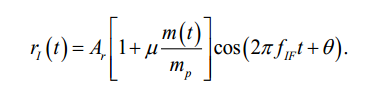 r_I(t) = A_r [1 + μ m(t)/m_p] cos(2π f_IF t + θ).